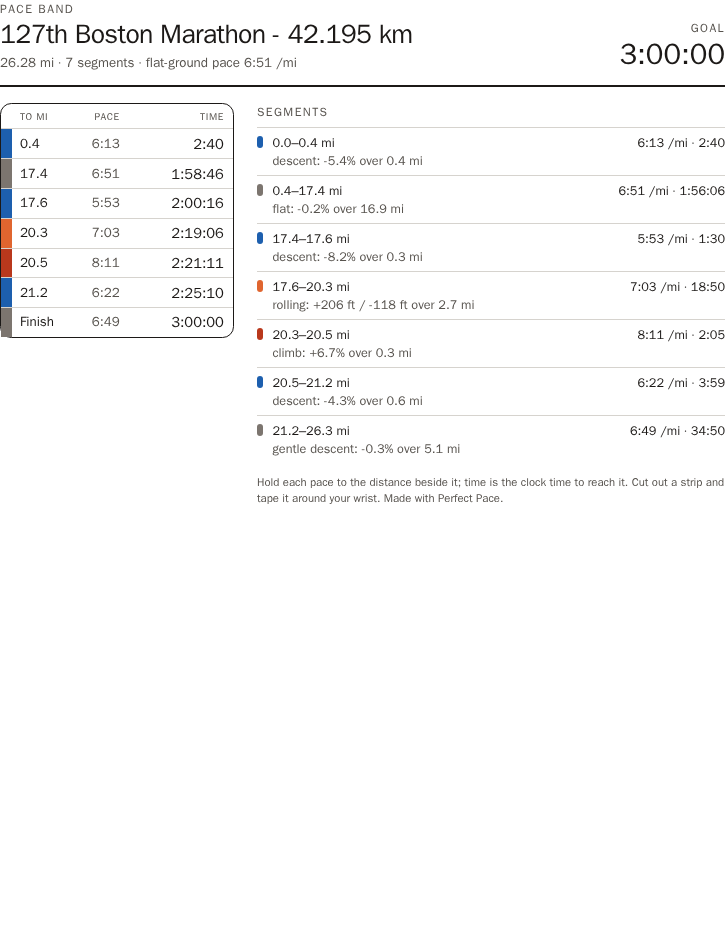 PACE BAND
127th Boston Marathon - 42.195 km
26.28 mi · 7 segments · flat-ground pace 6:51 /mi
GOAL
3:00:00
TO MI PACE TIME
0.4 6:13 2:40
17.4 6:51 1:58:46
17.6 5:53 2:00:16
20.3 7:03 2:19:06
20.5 8:11 2:21:11
21.2 6:22 2:25:10
Finish 6:49 3:00:00
SEGMENTS
0.0–0.4 mi 6:13 /mi · 2:40
descent: -5.4% over 0.4 mi
0.4–17.4 mi 6:51 /mi · 1:56:06
flat: -0.2% over 16.9 mi
17.4–17.6 mi 5:53 /mi · 1:30
descent: -8.2% over 0.3 mi
17.6–20.3 mi 7:03 /mi · 18:50
rolling: +206 ft / -118 ft over 2.7 mi
20.3–20.5 mi 8:11 /mi · 2:05
climb: +6.7% over 0.3 mi
20.5–21.2 mi 6:22 /mi · 3:59
descent: -4.3% over 0.6 mi
21.2–26.3 mi 6:49 /mi · 34:50
gentle descent: -0.3% over 5.1 mi
Hold each pace to the distance beside it; time is the clock time to reach it. Cut out a strip and
tape it around your wrist. Made with Perfect Pace.